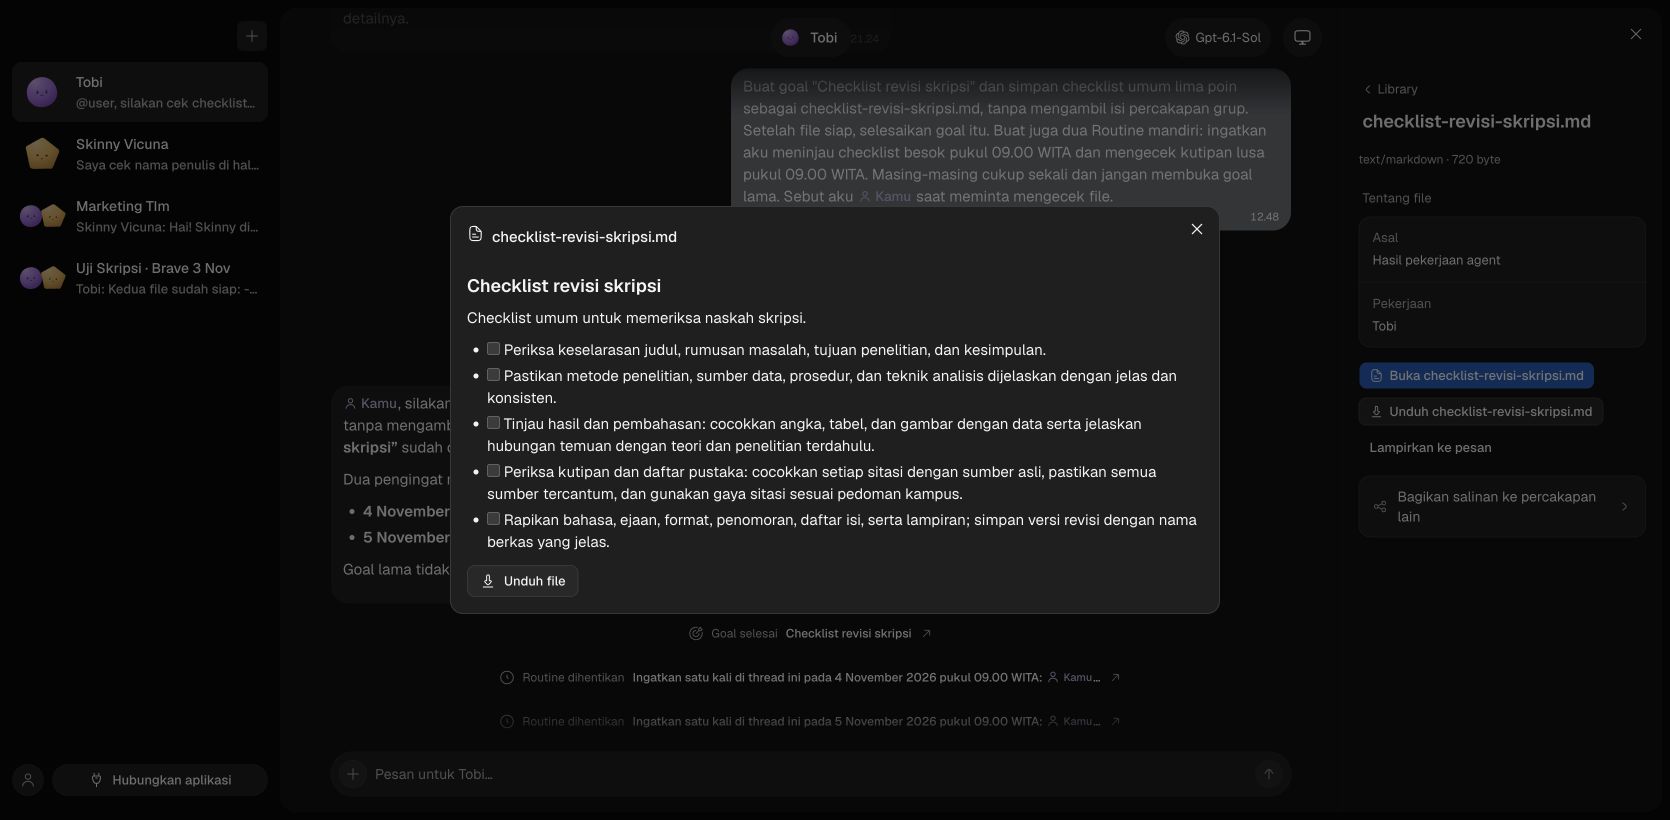 detailnya.
Tobi
21.24
Gpt-6.1-Sol
Tobi
@user, silakan cek checklist...
Skinny Vicuna
Saya cek nama penulis di hal...
Marketing TIm
Skinny Vicuna: Hai! Skinny di...
Uji Skripsi · Brave 3 Nov
Tobi: Kedua file sudah siap: -...
Hubungkan aplikasi
Buat goal "Checklist revisi skripsi" dan simpan checklist umum lima poin
sebagai checklist-revisi-skripsi.md, tanpa mengambil isi percakapan grup.
Setelah file siap, selesaikan goal itu. Buat juga dua Routine mandiri: ingatkan
aku meninjau checklist besok pukul 09.00 WITA dan mengecek kutipan lusa
pukul 09.00 WITA. Masing-masing cukup sekali dan jangan membuka goal
lama. Sebut aku Kamu saat meminta mengecek file.
12.48
Kamu, silakan
tanpa mengamb
skripsi” sudah
Dua pengingat
4 November
5 November
Goal lama tidak
checklist-revisi-skripsi.md
Checklist revisi skripsi
Checklist umum untuk memeriksa naskah skripsi.
• Periksa keselarasan judul, rumusan masalah, tujuan penelitian, dan kesimpulan.
• Pastikan metode penelitian, sumber data, prosedur, dan teknik analisis dijelaskan dengan jelas dan
konsisten.
• Tinjau hasil dan pembahasan: cocokkan angka, tabel, dan gambar dengan data serta jelaskan
hubungan temuan dengan teori dan penelitian terdahulu.
• Periksa kutipan dan daftar pustaka: cocokkan setiap sitasi dengan sumber asli, pastikan semua
sumber tercantum, dan gunakan gaya sitasi sesuai pedoman kampus.
• Rapikan bahasa, ejaan, format, penomoran, daftar isi, serta lampiran; simpan versi revisi dengan nama
berkas yang jelas.
Unduh file
Goal selesai Checklist revisi skripsi
Routine dihentikan Ingatkan satu kali di thread ini pada 4 November 2026 pukul 09.00 WITA: Kamu...
Routine dihentikan Ingatkan satu kali di thread ini pada 5 November 2026 pukul 09.00 WITA: Kamu...
Pesan untuk Tobi...
Library
checklist-revisi-skripsi.md
text/markdown · 720 byte
Tentang file
Asal
Hasil pekerjaan agent
Pekerjaan
Tobi
Buka checklist-revisi-skripsi.md
Unduh checklist-revisi-skripsi.md
Lampirkan ke pesan
Bagikan salinan ke percakapan
lain